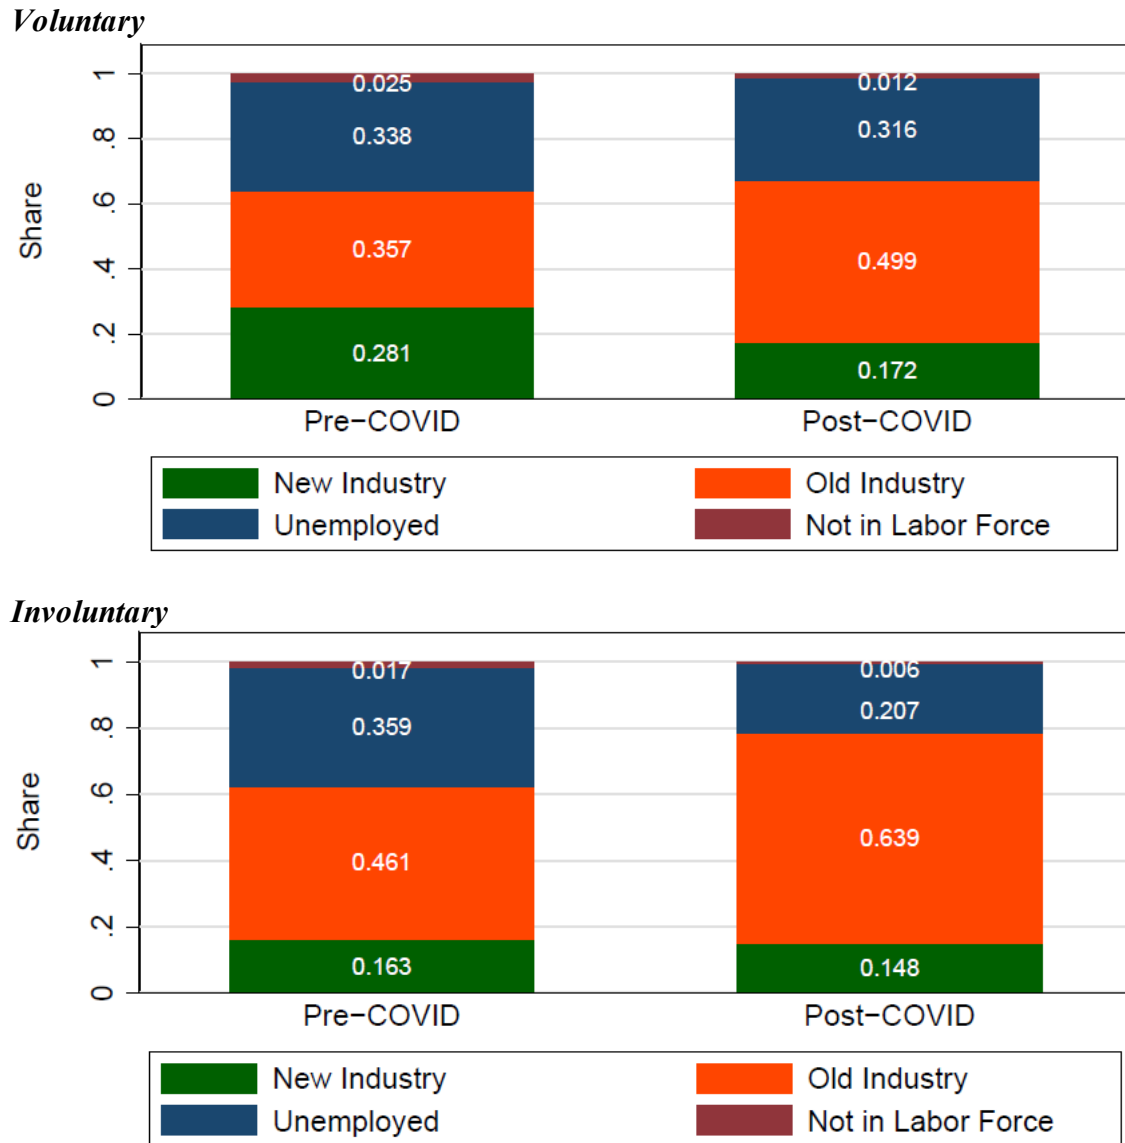 Voluntary
1
0.025
0.012
.8
0.338
0.316
.6
Share
0.357
0.499
.4
.2
0.281
0.172
0
Pre−COVID
Post−COVID
New Industry
Old Industry
Unemployed
Not in Labor Force
Involuntary
1
0.017
0.006
0.359
0.207
.8
.6
Share
0.461
0.639
.4
.2
0.163
0.148
0
Pre−COVID
Post−COVID
New Industry
Old Industry
Unemployed
Not in Labor Force